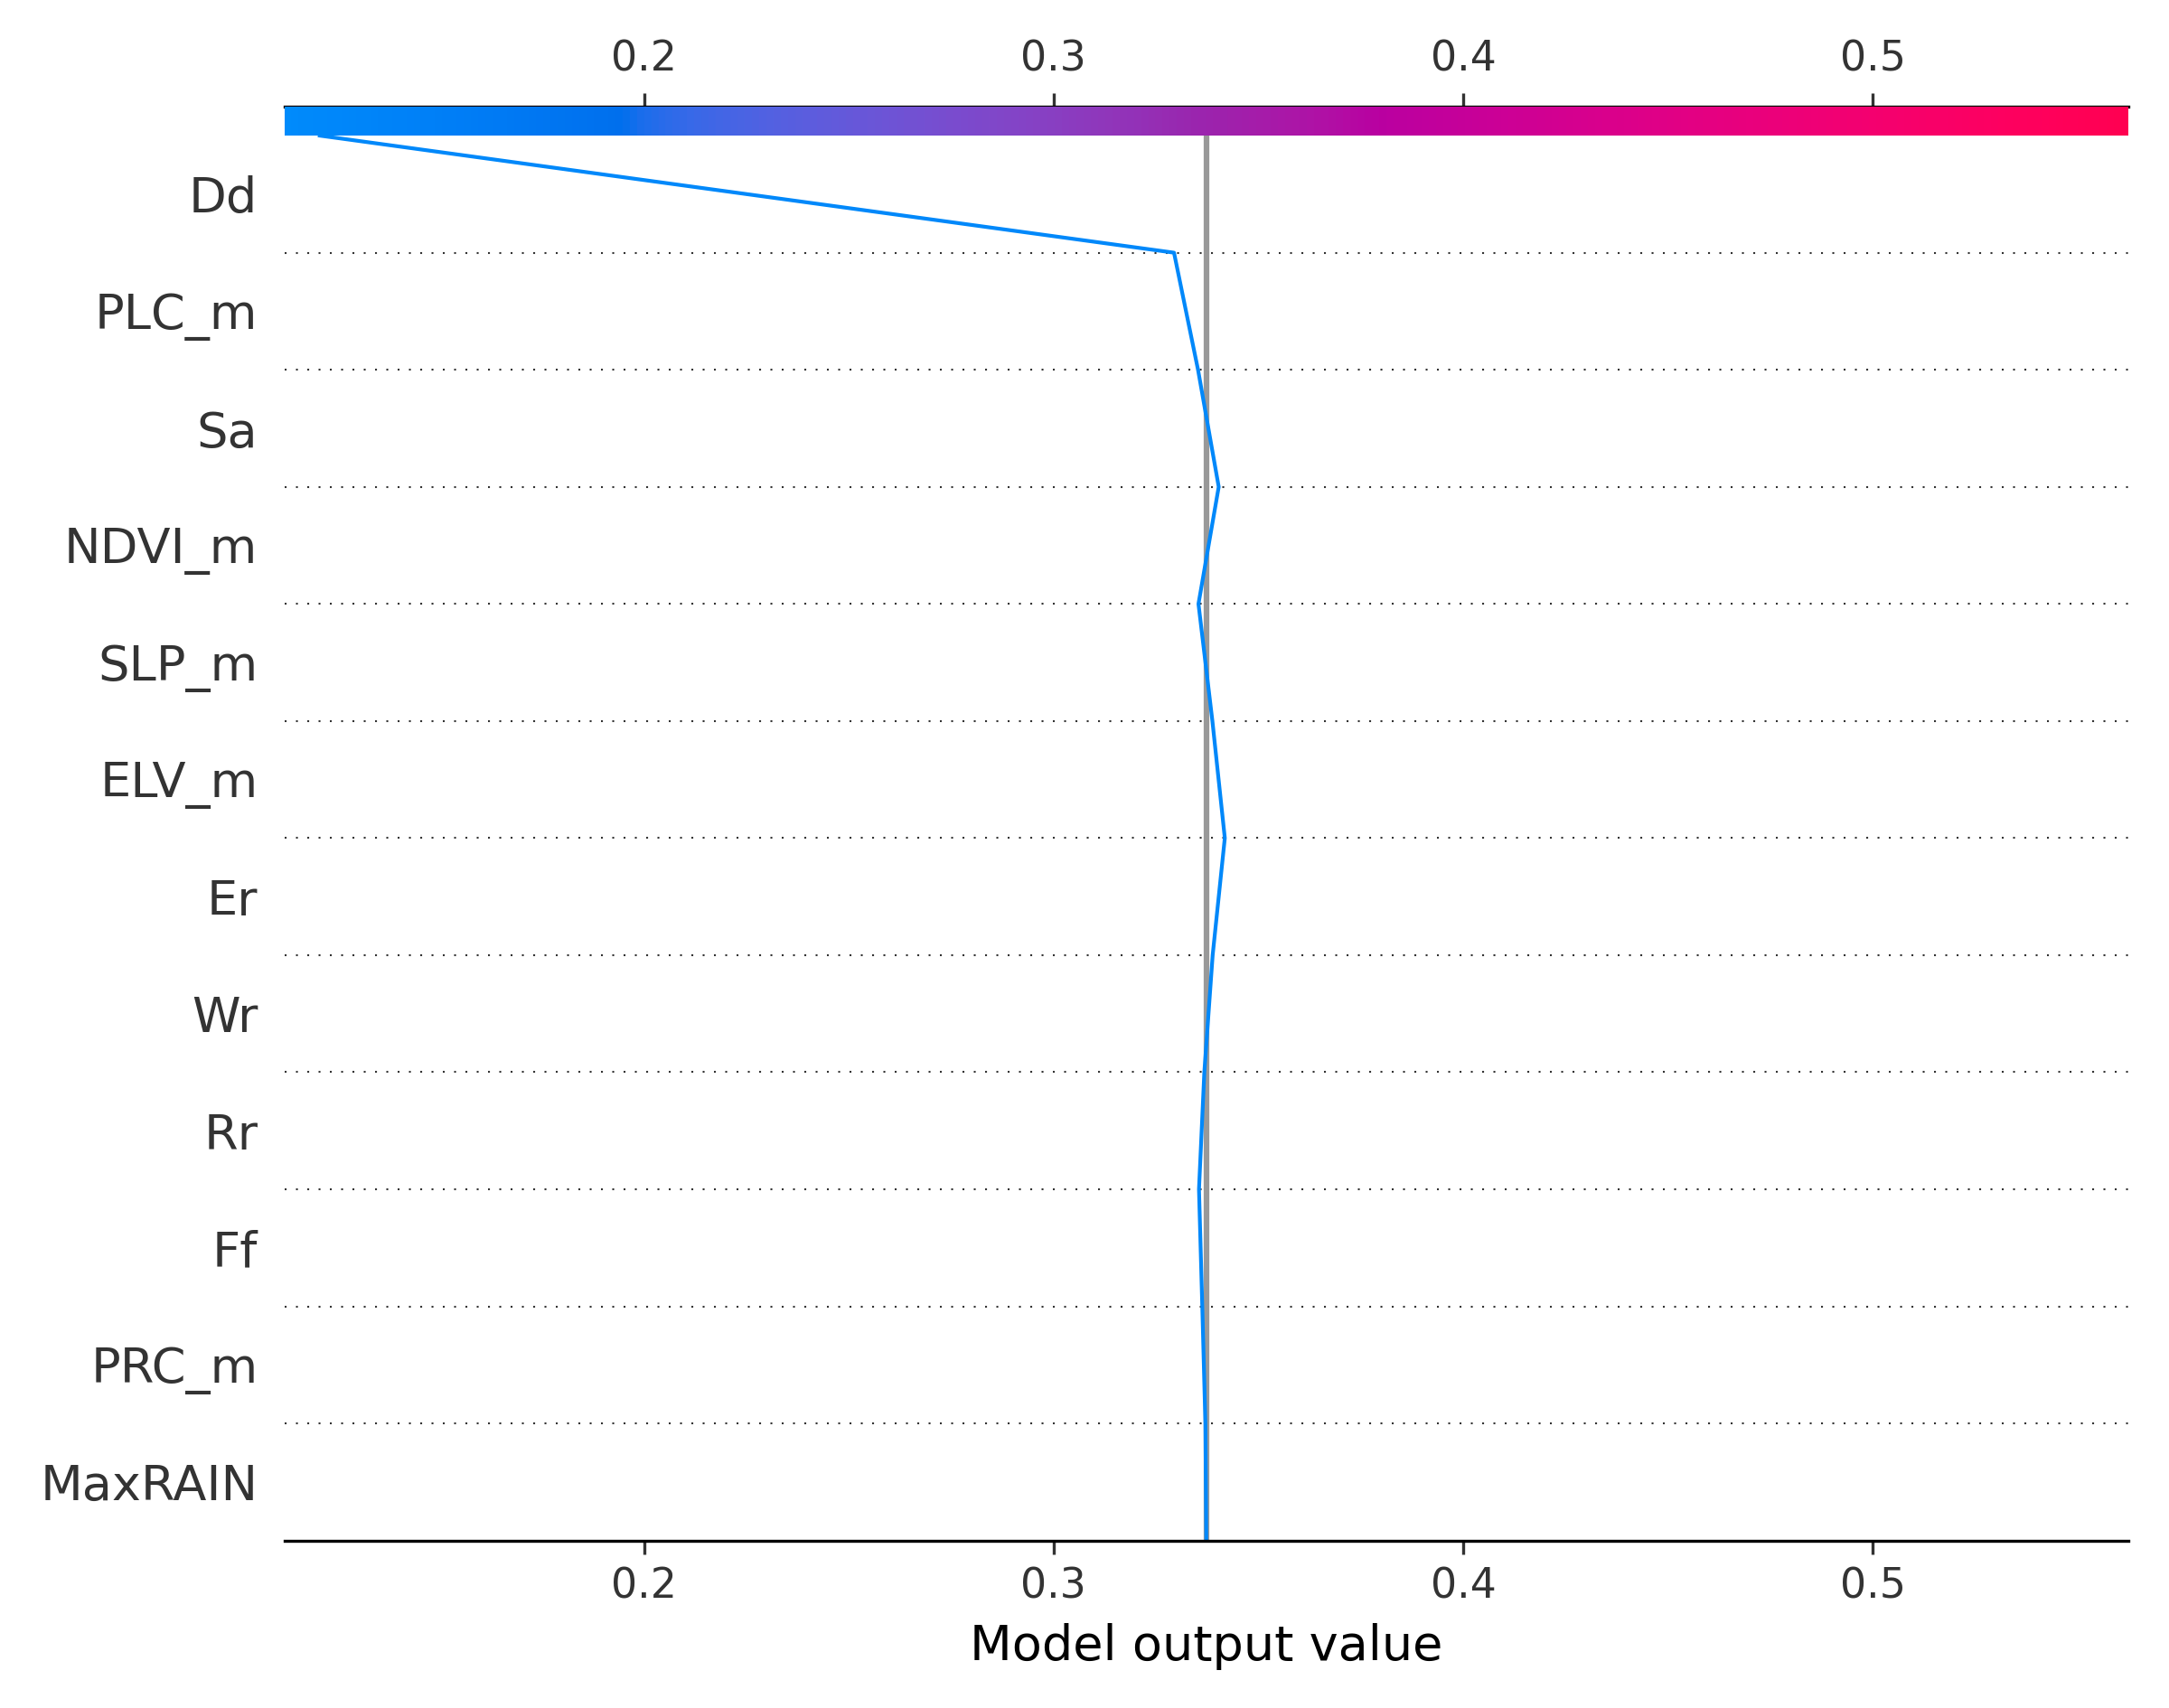 0.2 0.3 0.4 0.5
Dd
PLC_m
Sa
NDVI_m
SLP_m
ELV_m
Er
Wr
Rr
Ff
PRC_m
MaxRAIN
0.2 0.3 0.4 0.5
Model output value